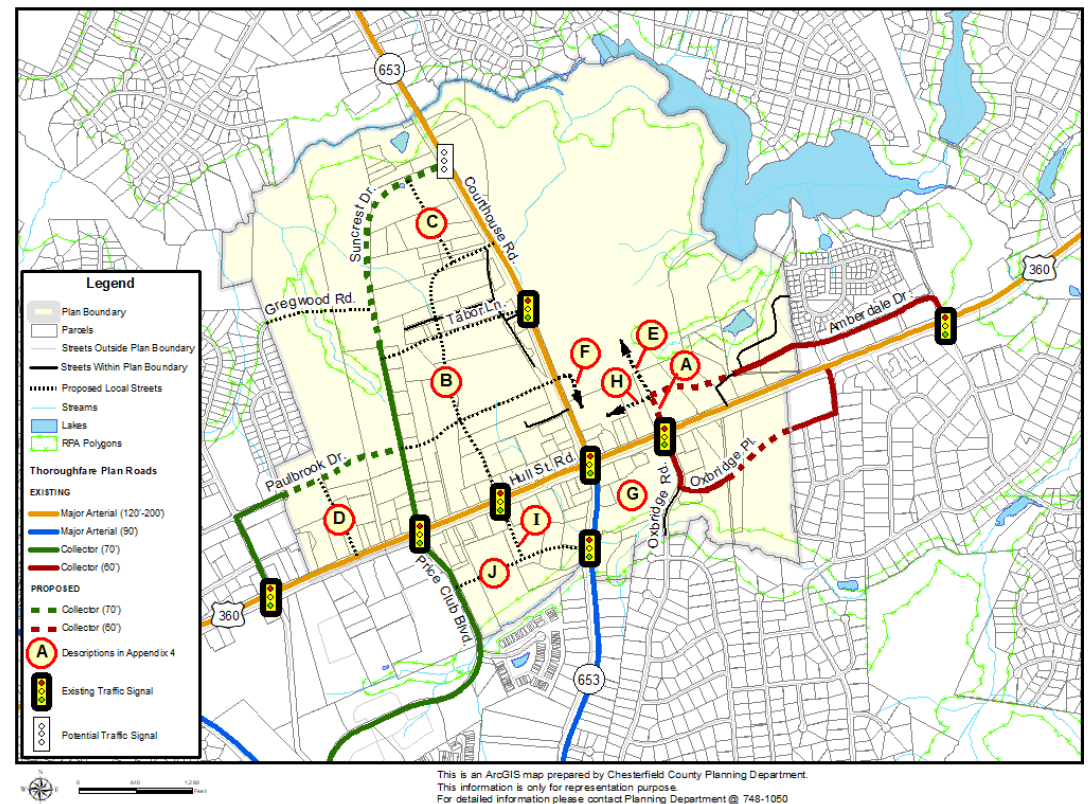 653
Suncrest Dr.
C
Courthouse Rd.
360
Gregwood Rd.
Tabor Ln.
Amberdale Dr.
E
F
A
B
H
Hull St. Rd.
Oxbridge Pl.
Paulbrook Dr.
G
Oxbridge Rd.
D
I
J
Price Club Blvd.
360
653
Legend
Plan Boundary
Parcels
Streets Outside Plan Boundary
Streets Within Plan Boundary
Proposed Local Streets
Streams
Lakes
RPA Polygons
Thoroughfare Plan Roads
EXISTING
Major Arterial (120'-200)
Major Arterial (90)
Collector (70')
Collector (60')
PROPOSED
Collector (70')
Collector (60')
A Descriptions in Appendix 4
Existing Traffic Signal
Potential Traffic Signal
N
W E
0 640 1,280
Feet
This is an ArcGIS map prepared by Chesterfield County Planning Department.
This information is only for representation purpose.
For detailed information please contact Planning Department @ 748-1050